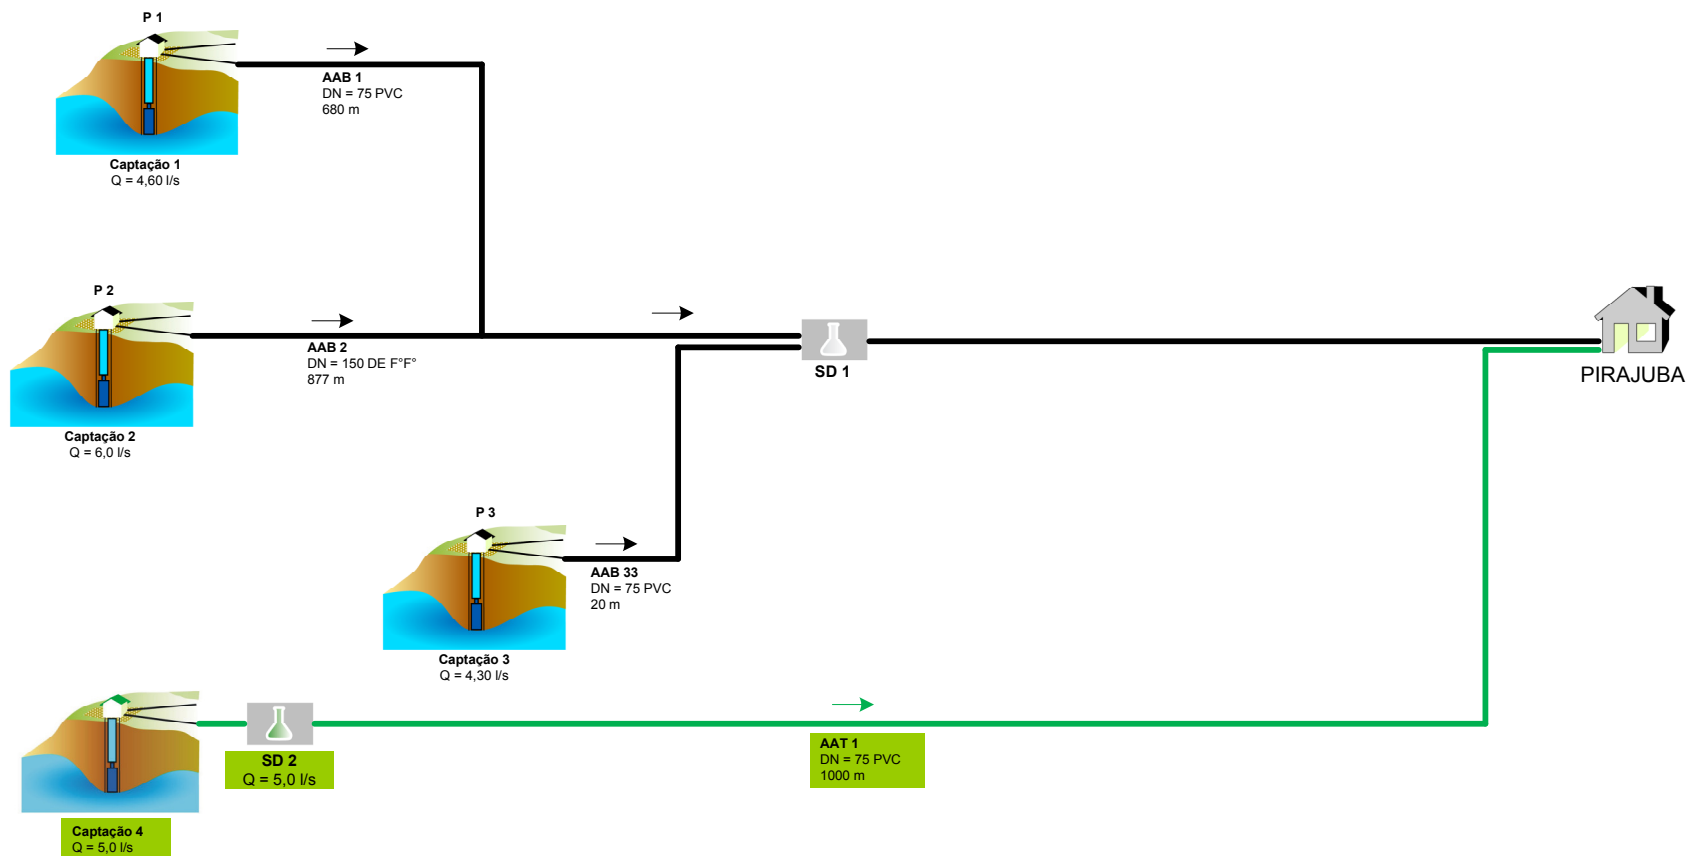 P 1
AAB 1
DN = 75 PVC
680 m
Captação 1
Q = 4,60 l/s
P 2
AAB 2
DN = 150 DE F°F°
877 m
SD 1
PIRAJUBA
Captação 2
Q = 6,0 l/s
P 3
AAB 33
DN = 75 PVC
20 m
Captação 3
Q = 4,30 l/s
SD 2
Q = 5,0 l/s
AAT 1
DN = 75 PVC
1000 m
Captação 4
Q = 5,0 l/s